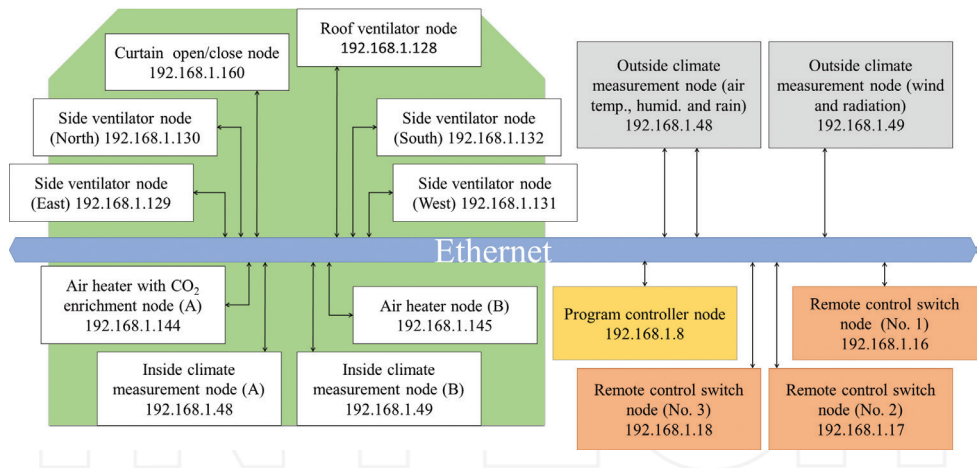 Roof ventilator node
192.168.1.128
Curtain open/close node
192.168.1.160
Outside climate
measurement node (air
temp., humid. and rain)
192.168.1.48
Outside climate
measurement node (wind
and radiation)
192.168.1.49
Side ventilator node
(North) 192.168.1.130
Side ventilator node
(South) 192.168.1.132
Side ventilator node
(East) 192.168.1.129
Side ventilator node
(West) 192.168.1.131
Ethernet
Air heater with CO2
enrichment node (A)
192.168.1.144
Air heater node (B)
192.168.1.145
Program controller node
192.168.1.8
Remote control switch
node (No. 1)
192.168.1.16
Inside climate
measurement node (A)
192.168.1.48
Inside climate
measurement node (B)
192.168.1.49
Remote control switch
node (No. 3)
192.168.1.18
Remote control switch
node (No. 2)
192.168.1.17